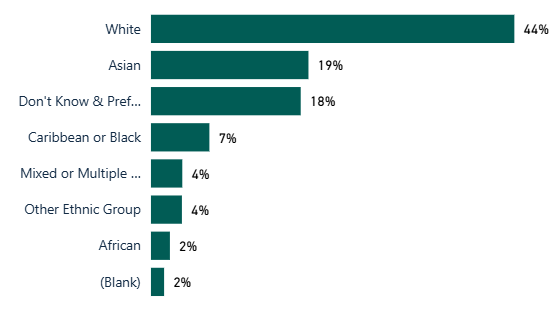 White 44%
Asian 19%
Don't Know & Pref... 18%
Caribbean or Black 7%
Mixed or Multiple ... 4%
Other Ethnic Group 4%
African 2%
(Blank) 2%